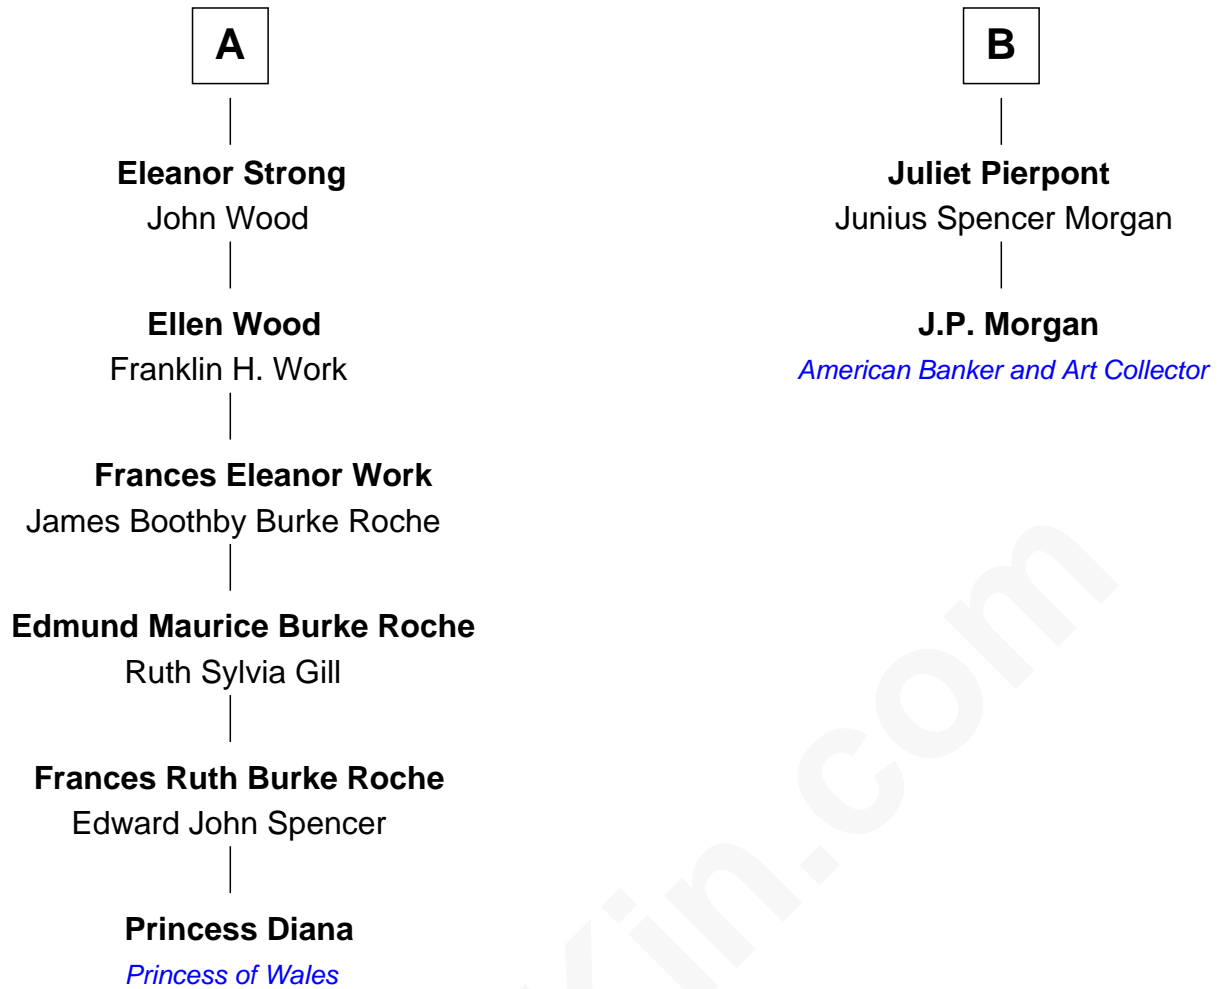 A
Eleanor Strong
John Wood
Ellen Wood
Franklin H. Work
Frances Eleanor Work
James Boothby Burke Roche
Edmund Maurice Burke Roche
Ruth Sylvia Gill
Frances Ruth Burke Roche
Edward John Spencer
Princess Diana
Princess of Wales
B
Juliet Pierpont
Junius Spencer Morgan
J.P. Morgan
American Banker and Art Collector
Kin.com